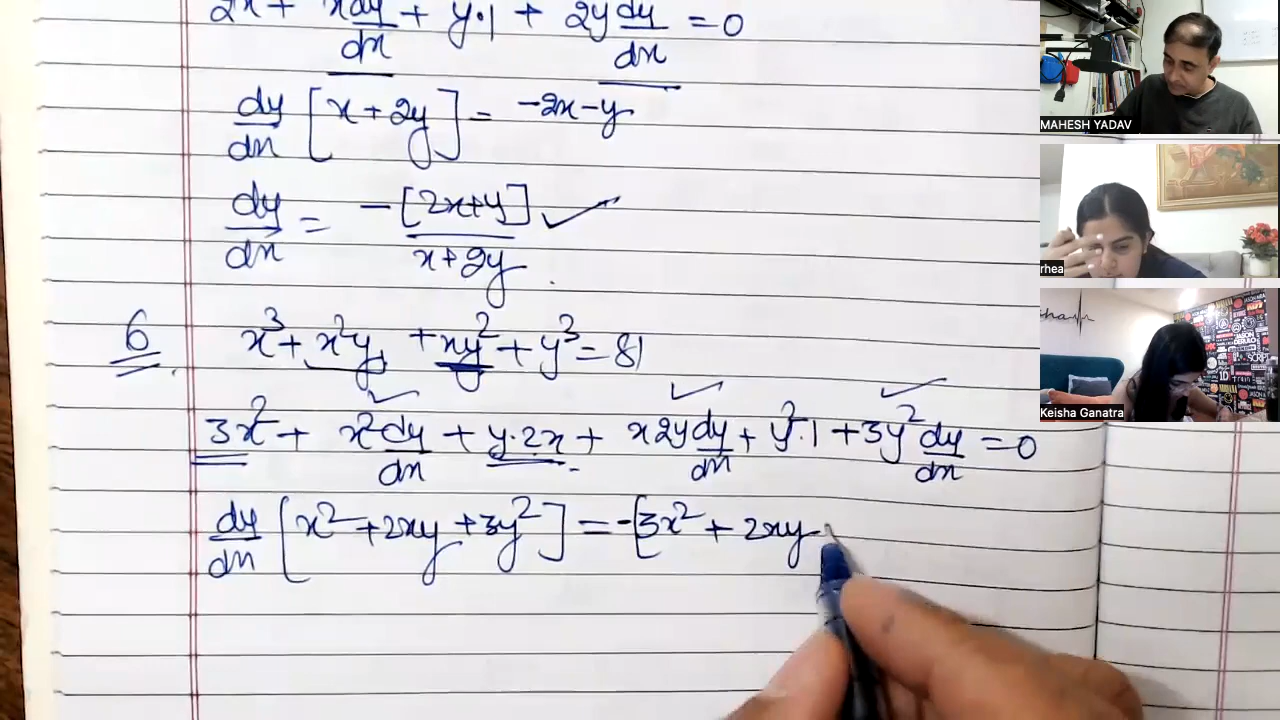 2x + x dy/dx + y·1 + 2y dy/dx = 0
dy/dx [x + 2y] = -2x - y
dy/dx = -[2x+y] / x+2y
6 x³ + x²y + xy² + y³ = 81
3x² + x² dy/dx + y·2x + x2y dy/dx + y²·1 + 3y² dy/dx = 0
dy/dx [x² + 2xy + 3y²] = -[3x² + 2xy
MAHESH YADAV
rhea
Keisha Ganatra